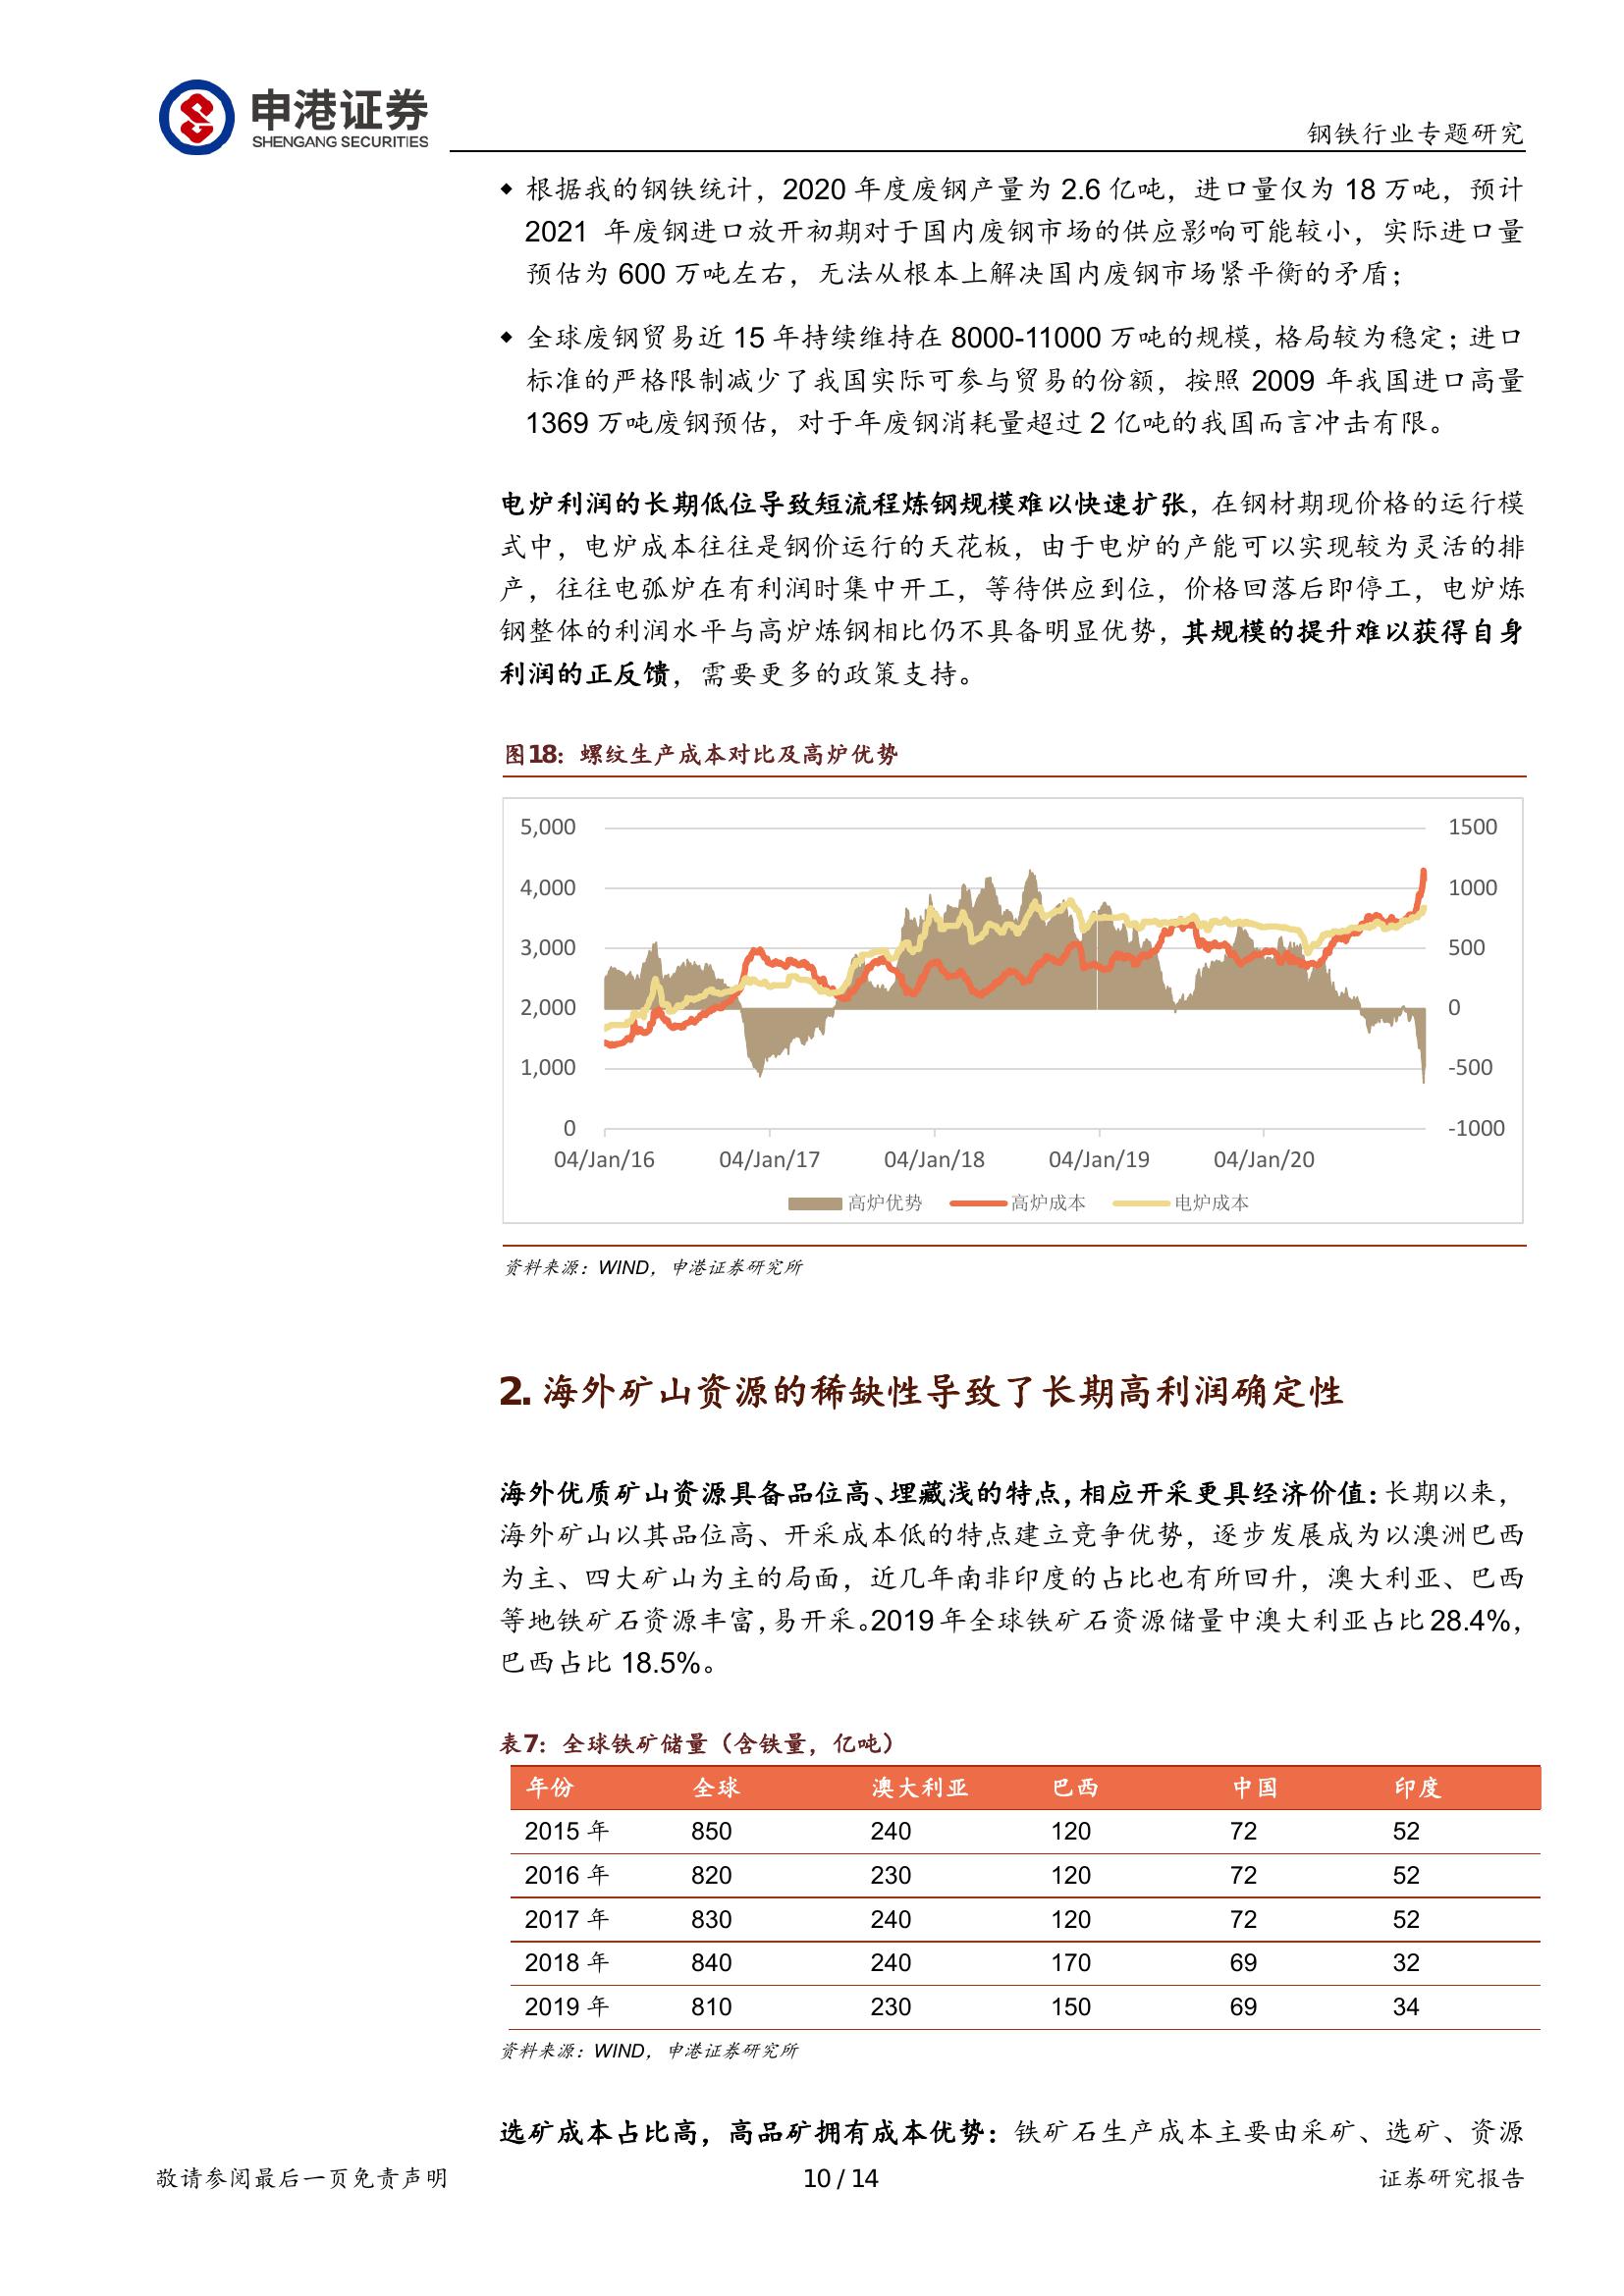 申港证券
SHENGANG SECURITIES
钢铁行业专题研究
◆ 根据我的钢铁统计，2020 年度废钢产量为 2.6 亿吨，进口量仅为 18 万吨，预计
2021 年废钢进口放开初期对于国内废钢市场的供应影响可能较小，实际进口量
预估为 600 万吨左右，无法从根本上解决国内废钢市场紧平衡的矛盾；
◆ 全球废钢贸易近 15 年持续维持在 8000-11000 万吨的规模，格局较为稳定；进口
标准的严格限制减少了我国实际可参与贸易的份额，按照 2009 年我国进口高量
1369 万吨废钢预估，对于年废钢消耗量超过 2 亿吨的我国而言冲击有限。
电炉利润的长期低位导致短流程炼钢规模难以快速扩张，在钢材期现价格的运行模
式中，电炉成本往往是钢价运行的天花板，由于电炉的产能可以实现较为灵活的排
产，往往电弧炉在有利润时集中开工，等待供应到位，价格回落后即停工，电炉炼
钢整体的利润水平与高炉炼钢相比仍不具备明显优势，其规模的提升难以获得自身
利润的正反馈，需要更多的政策支持。
图18：螺纹生产成本对比及高炉优势
5,000 1500
4,000 1000
3,000 500
2,000 0
1,000 -500
0 -1000
04/Jan/16 04/Jan/17 04/Jan/18 04/Jan/19 04/Jan/20
高炉优势 高炉成本 电炉成本
资料来源：WIND，申港证券研究所
2. 海外矿山资源的稀缺性导致了长期高利润确定性
海外优质矿山资源具备品位高、埋藏浅的特点，相应开采更具经济价值：长期以来，
海外矿山以其品位高、开采成本低的特点建立竞争优势，逐步发展成为以澳洲巴西
为主、四大矿山为主的局面，近几年南非印度的占比也有所回升，澳大利亚、巴西
等地铁矿石资源丰富，易开采。2019 年全球铁矿石资源储量中澳大利亚占比 28.4%，
巴西占比 18.5%。
表7：全球铁矿储量（含铁量，亿吨）
年份 全球 澳大利亚 巴西 中国 印度
2015 年 850 240 120 72 52
2016 年 820 230 120 72 52
2017 年 830 240 120 72 52
2018 年 840 240 170 69 32
2019 年 810 230 150 69 34
资料来源：WIND，申港证券研究所
选矿成本占比高，高品矿拥有成本优势：铁矿石生产成本主要由采矿、选矿、资源
敬请参阅最后一页免责声明 10 / 14 证券研究报告